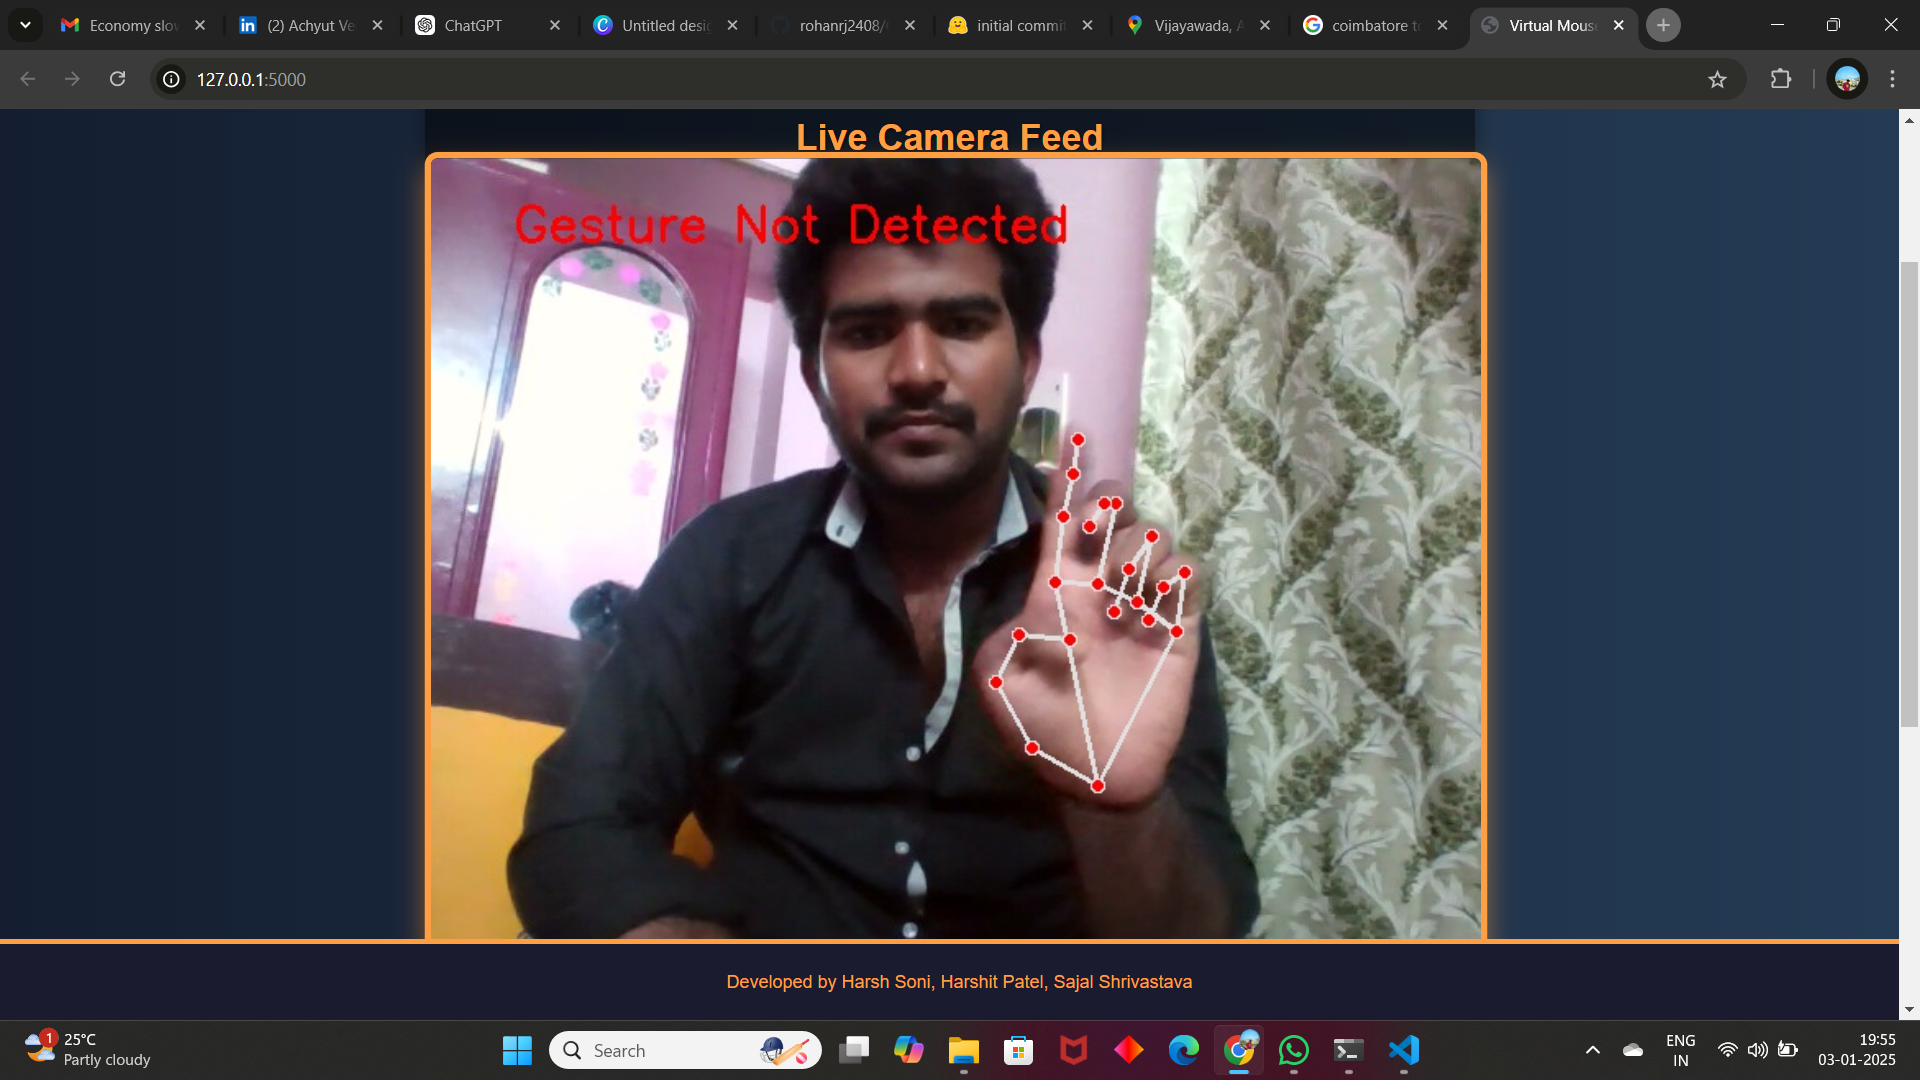 Economy slo
(2) Achyut Ve
ChatGPT
Untitled desi
rohanrj2408/
initial commit
Vijayawada, A
coimbatore t
Virtual Mous
127.0.0.1:5000
Live Camera Feed
Gesture Not Detected
Developed by Harsh Soni, Harshit Patel, Sajal Shrivastava
1
25°C
Partly cloudy
Search
ENG
IN
19:55
03-01-2025